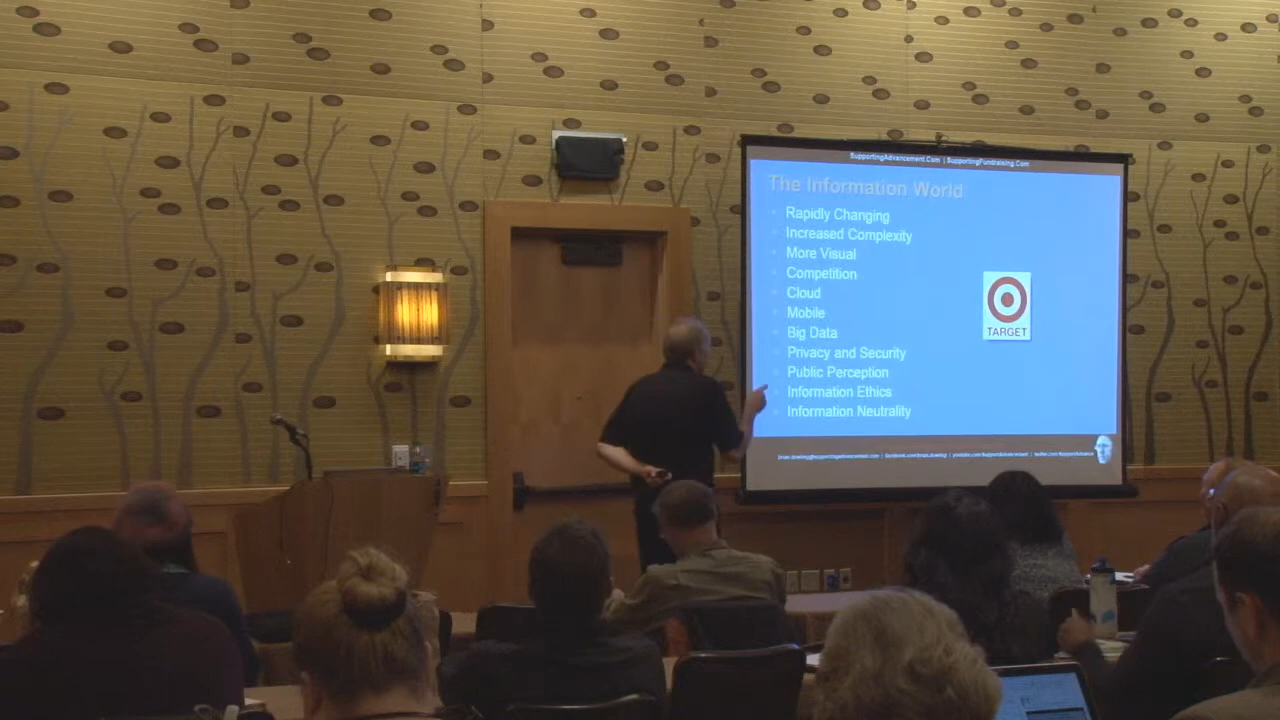 SupportingAdvancement.Com | SupportingFundraising.Com
The Information World
Rapidly Changing
Increased Complexity
More Visual
Competition
Cloud
Mobile
Big Data
Privacy and Security
Public Perception
Information Ethics
Information Neutrality
TARGET